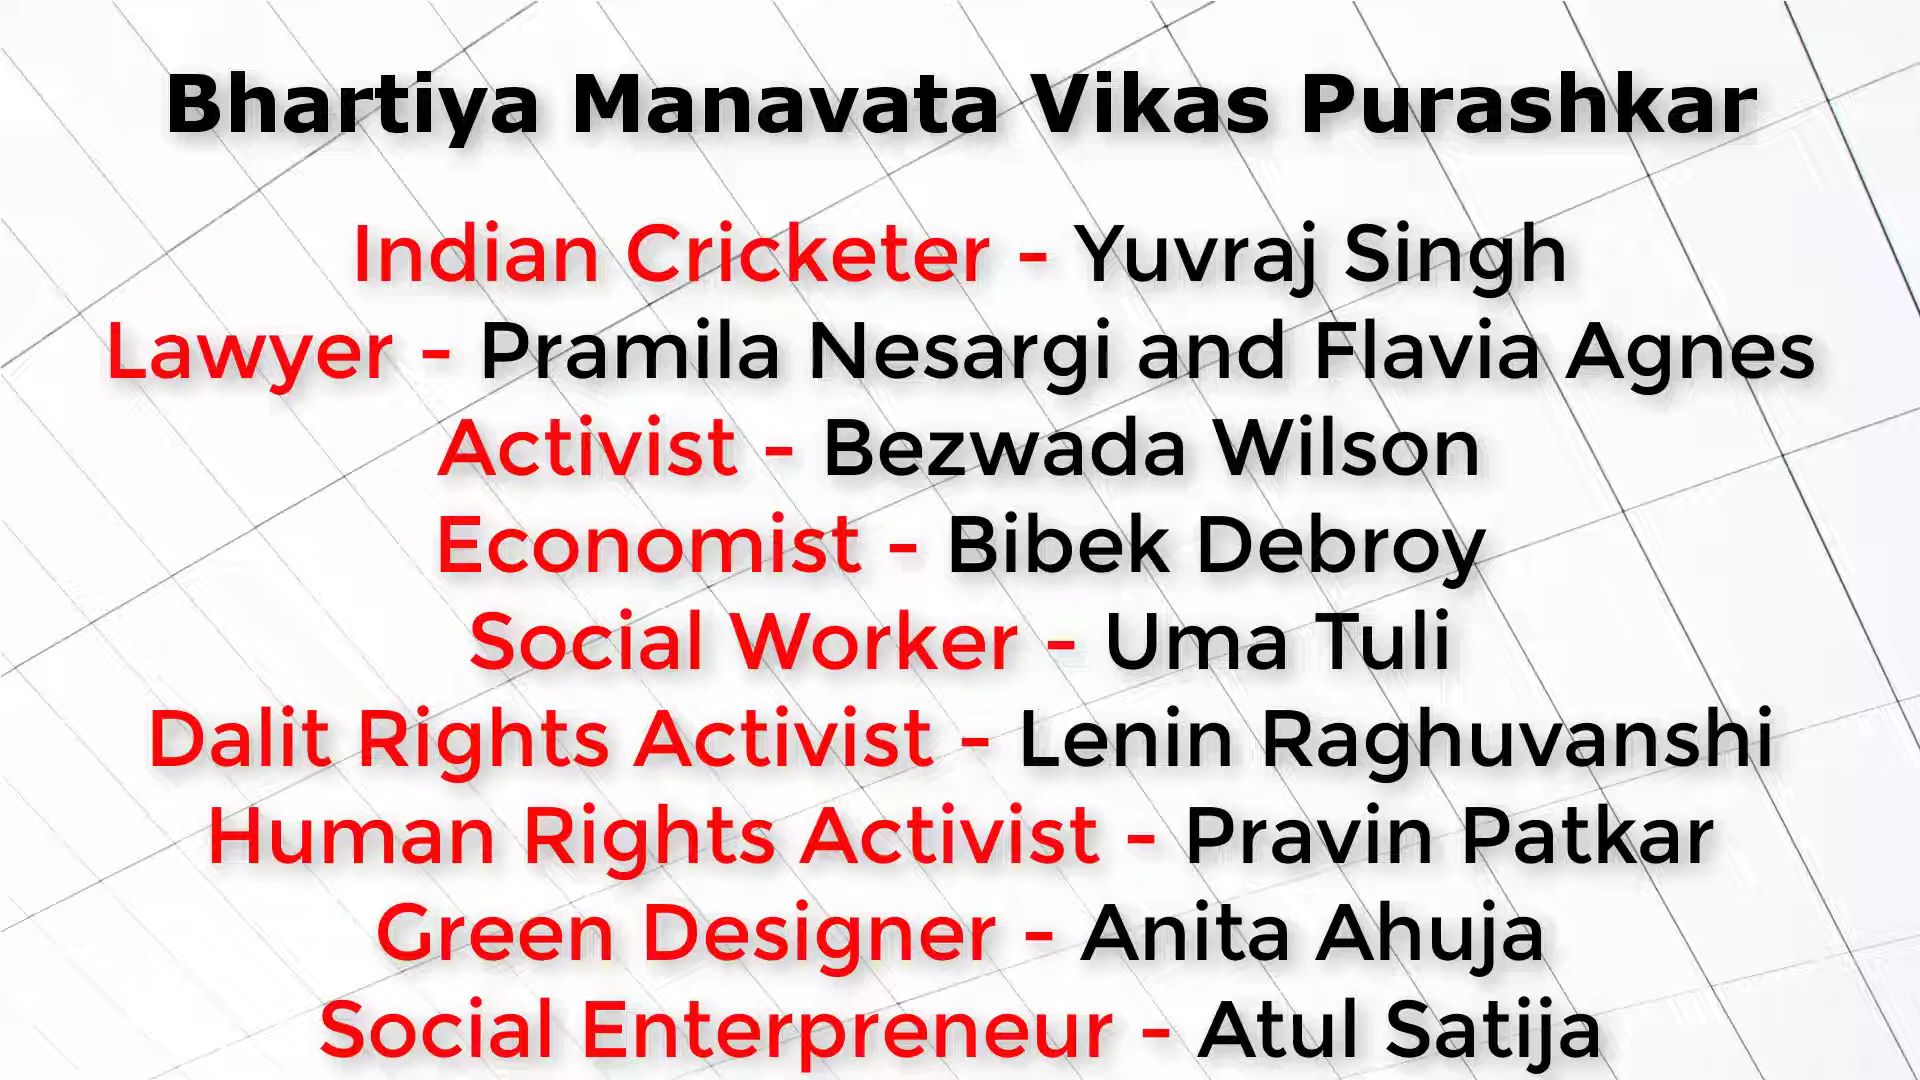 Bhartiya Manavata Vikas Purashkar
Indian Cricketer - Yuvraj Singh
Lawyer - Pramila Nesargi and Flavia Agnes
Activist - Bezwada Wilson
Economist - Bibek Debroy
Social Worker - Uma Tuli
Dalit Rights Activist - Lenin Raghuvanshi
Human Rights Activist - Pravin Patkar
Green Designer - Anita Ahuja
Social Enterpreneur - Atul Satija